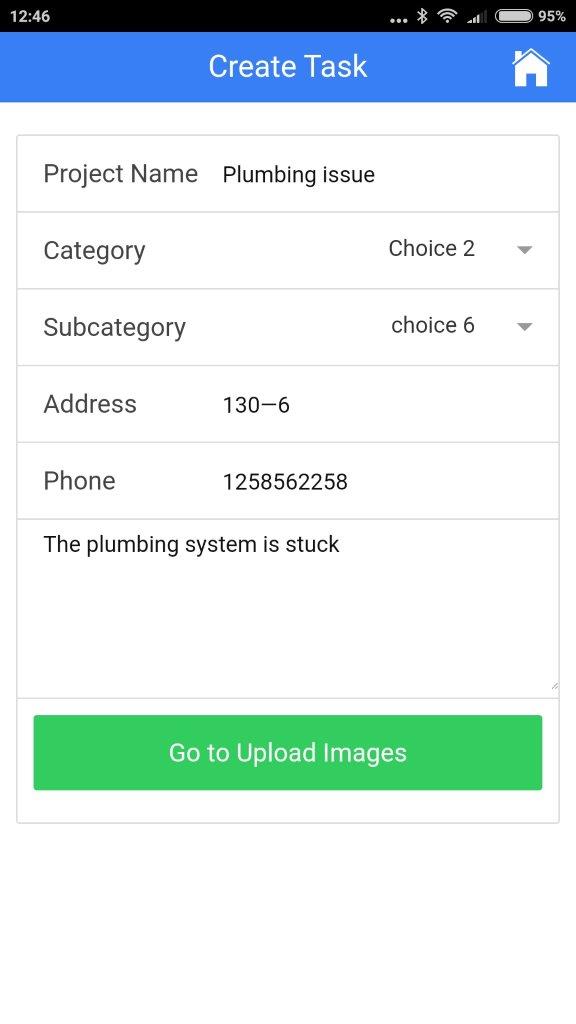 12:46 ... 95%
Create Task
Project Name Plumbing issue
Category Choice 2
Subcategory choice 6
Address 130—6
Phone 1258562258
The plumbing system is stuck
Go to Upload Images